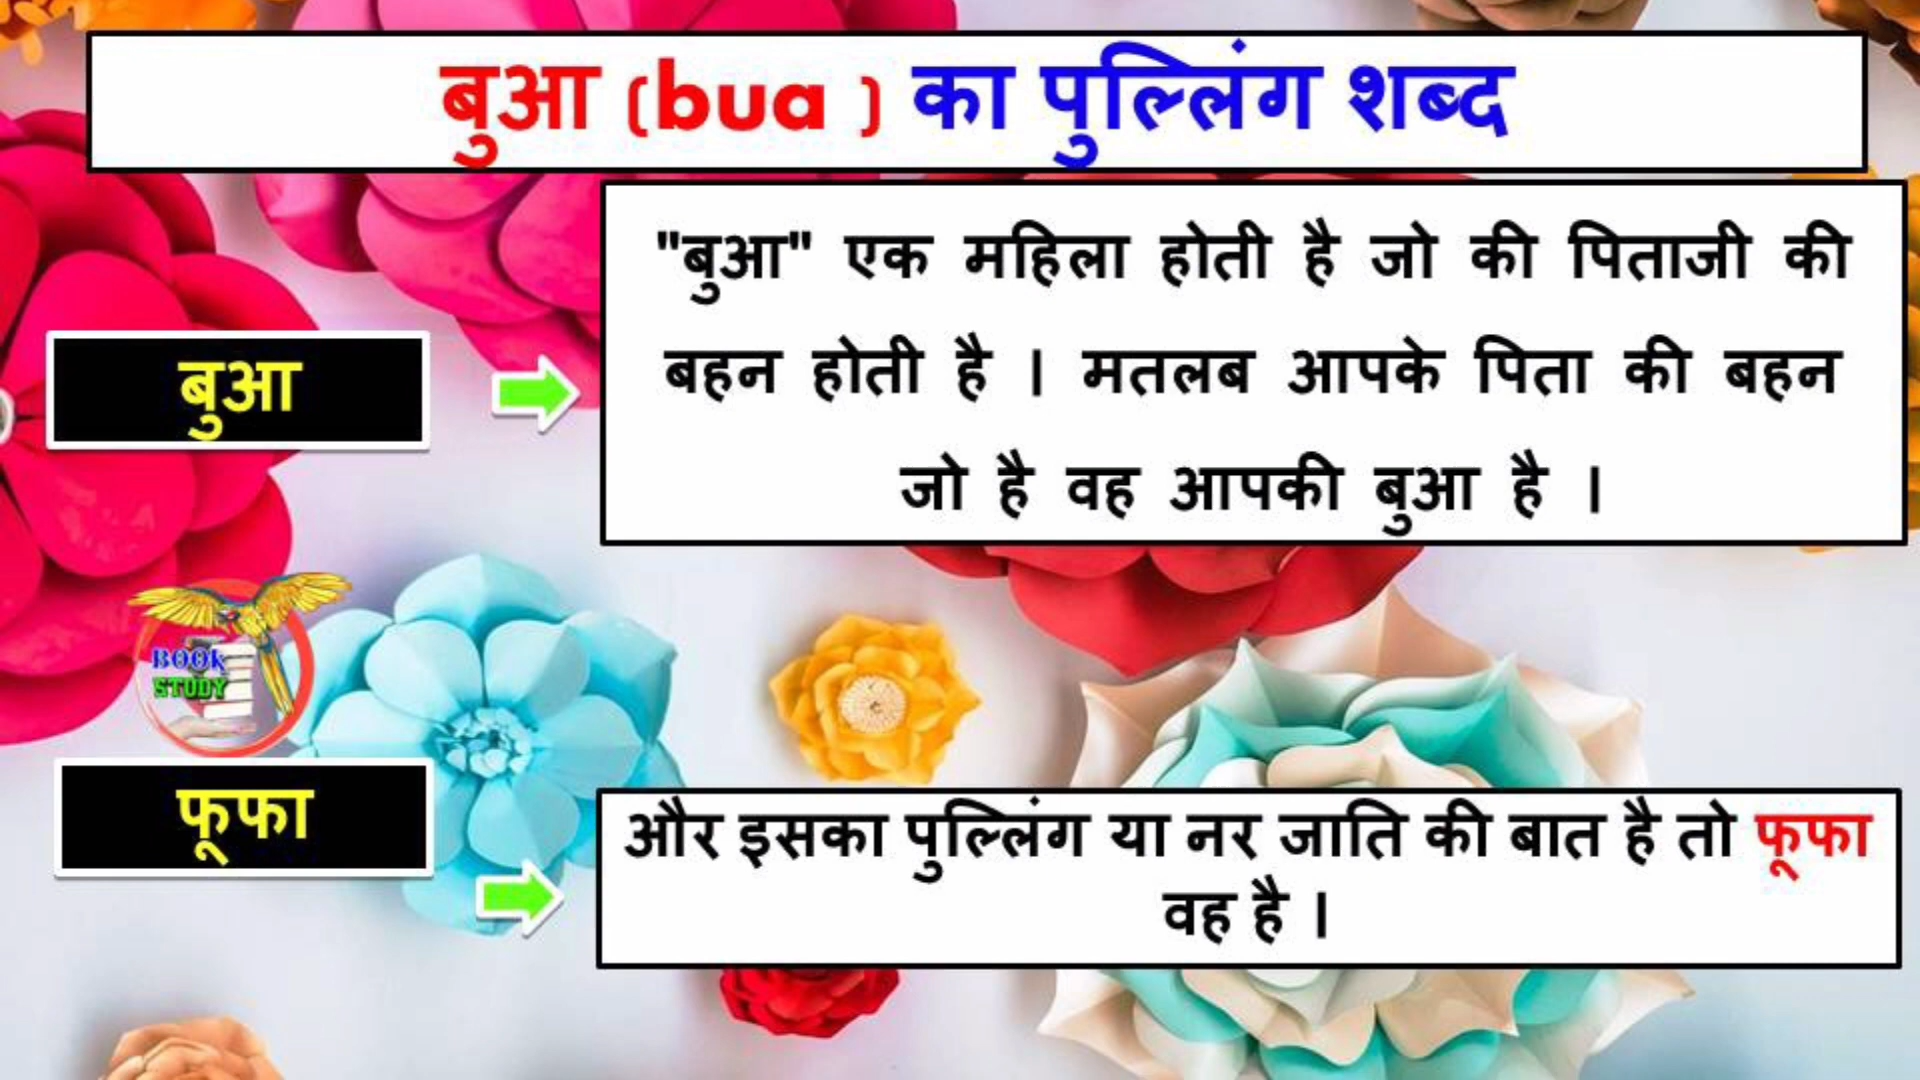 बुआ (bua ) का पुल्लिंग शब्द
"बुआ" एक महिला होती है जो की पिताजी की
बहन होती है । मतलब आपके पिता की बहन
जो है वह आपकी बुआ है ।
बुआ
BOOK
STUDY
फूफा
और इसका पुल्लिंग या नर जाति की बात है तो फूफा
वह है ।